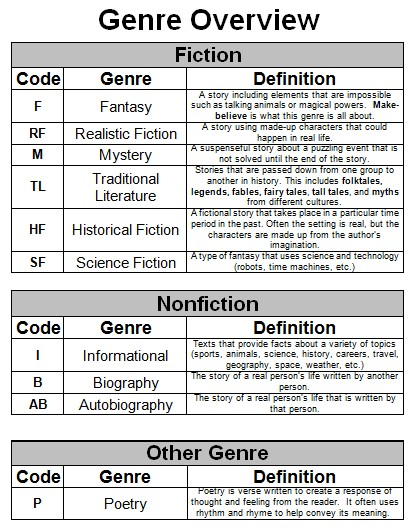 Genre Overview
Fiction
Code Genre Definition
F Fantasy A story including elements that are impossible
such as talking animals or magical powers. Make-
believe is what this genre is all about.
RF Realistic Fiction A story using made-up characters that could
happen in real life.
M Mystery A suspenseful story about a puzzling event that is
not solved until the end of the story.
TL Traditional Literature Stories that are passed down from one group to
another in history. This includes folktales,
legends, fables, fairy tales, tall tales, and myths
from different cultures.
HF Historical Fiction A fictional story that takes place in a particular time
period in the past. Often the setting is real, but the
characters are made up from the author's
imagination.
SF Science Fiction A type of fantasy that uses science and technology
(robots, time machines, etc.)
Nonfiction
Code Genre Definition
I Informational Texts that provide facts about a variety of topics
(sports, animals, science, history, careers, travel,
geography, space, weather, etc.)
B Biography The story of a real person's life written by another
person.
AB Autobiography The story of a real person's life that is written by
that person.
Other Genre
Code Genre Definition
P Poetry Poetry is verse written to create a response of
thought and feeling from the reader. It often uses
rhythm and rhyme to help convey its meaning.